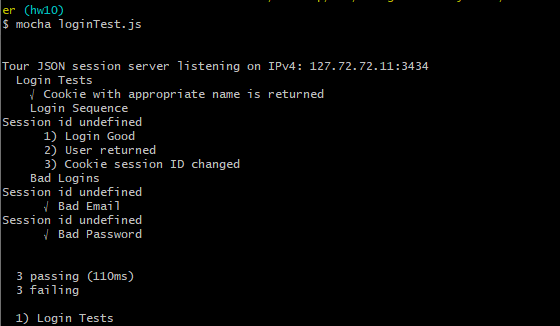 er (hw10)
$ mocha loginTest.js
Tour JSON session server listening on IPv4: 127.72.72.11:3434
Login Tests
√ Cookie with appropriate name is returned
Login Sequence
Session id undefined
1) Login Good
2) User returned
3) Cookie session ID changed
Bad Logins
Session id undefined
√ Bad Email
Session id undefined
√ Bad Password
3 passing (110ms)
3 failing
1) Login Tests